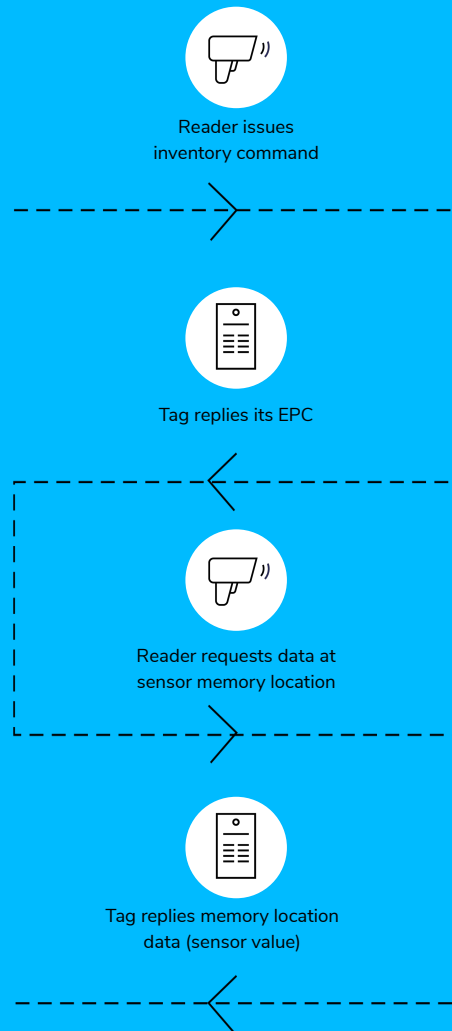 Reader issues
inventory command
Tag replies its EPC
Reader requests data at
sensor memory location
Tag replies memory location
data (sensor value)